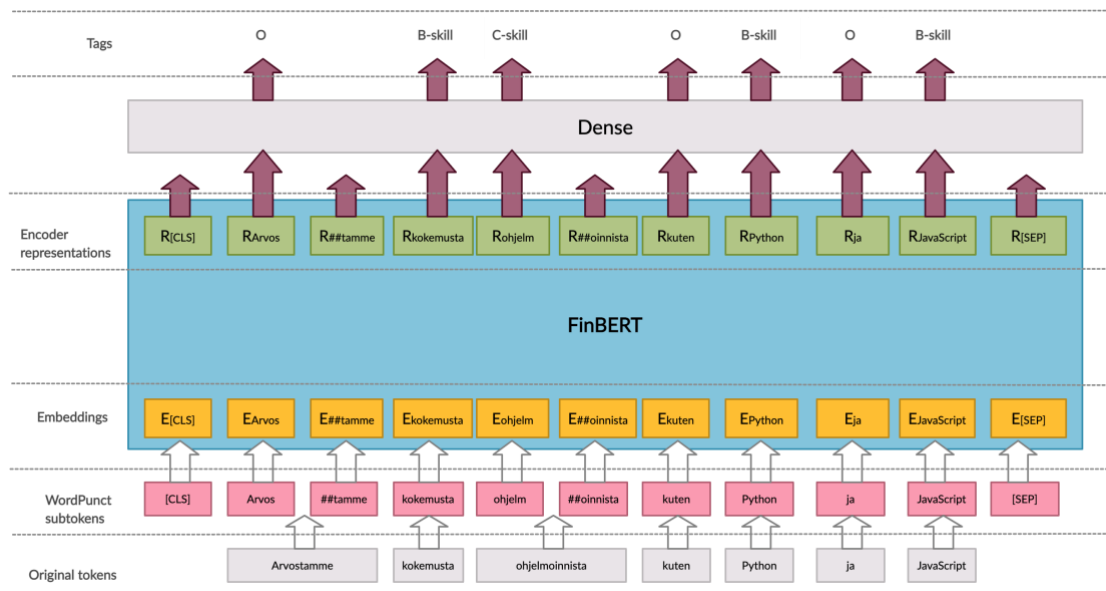 Tags
O B-skill C-skill O B-skill O B-skill
Dense
Encoder
representations
R[CLS] RArvos R##tamme Rkokemusta Rohjelm R##oinnista Rkuten RPython Rja RJavaScript R[SEP]
FinBERT
Embeddings
E[CLS] EArvos E##tamme Ekokemusta Eohjelm E##oinnista Ekuten EPython Eja EJavaScript E[SEP]
WordPunct
subtokens
[CLS] Arvos ##tamme kokemusta ohjelm ##oinnista kuten Python ja JavaScript [SEP]
Original tokens
Arvostamme kokemusta ohjelmoinnista kuten Python ja JavaScript